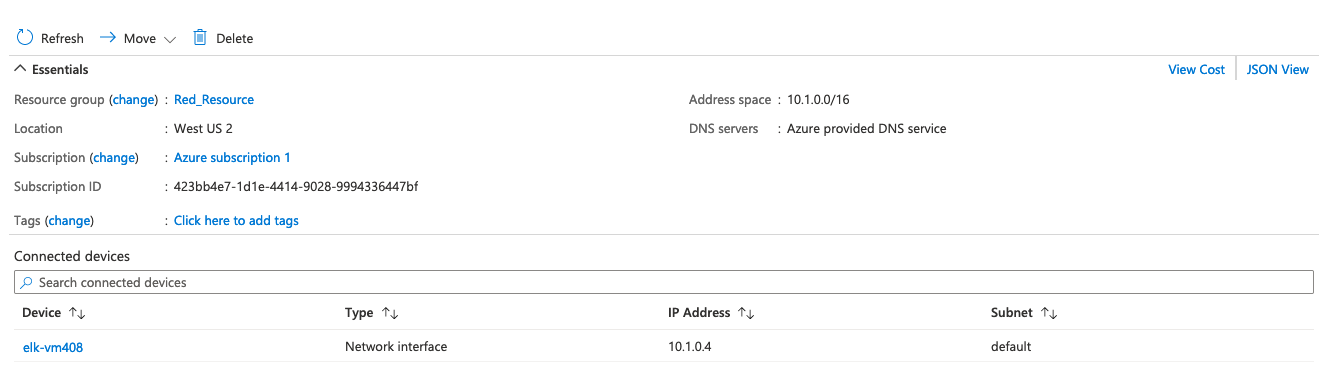 Refresh Move Delete
Essentials View Cost JSON View
Resource group (change) : Red_Resource Address space : 10.1.0.0/16
Location : West US 2 DNS servers : Azure provided DNS service
Subscription (change) : Azure subscription 1
Subscription ID : 423bb4e7-1d1e-4414-9028-9994336447bf
Tags (change) : Click here to add tags
Connected devices
Search connected devices
Device Type IP Address Subnet
elk-vm408 Network interface 10.1.0.4 default